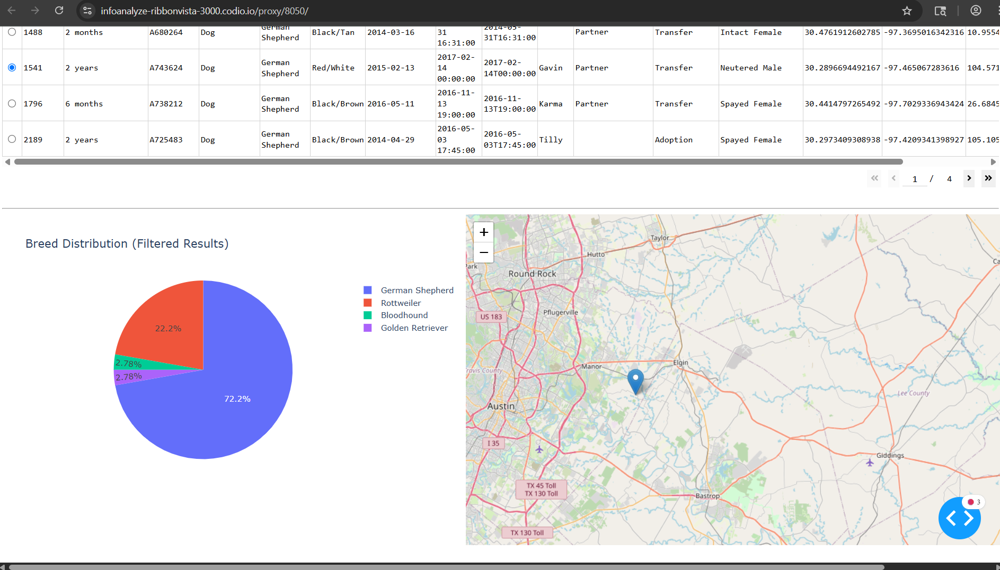 infoanalyze-ribbonvista-3000.codio.io/proxy/8050/
1488 2 months A680264 Dog German Shepherd Black/Tan 2014-03-16 31 16:31:00 2014-05-31T16:31:00 Partner Transfer Intact Female 30.4761912602785 -97.3695016342316 10.9554
1541 2 years A743624 Dog German Shepherd Red/White 2015-02-13 2017-02-14 00:00:00 2017-02-14T00:00:00 Gavin Partner Transfer Neutered Male 30.2896694492167 -97.465067283616 104.571
1796 6 months A738212 Dog German Shepherd Black/Brown 2016-05-11 2016-11-13 19:00:00 2016-11-13T19:00:00 Karma Partner Transfer Spayed Female 30.4414797265492 -97.7029336943424 26.6845
2189 2 years A725483 Dog German Shepherd Black/Brown 2014-04-29 2016-05-03 17:45:00 2016-05-03T17:45:00 Tilly Adoption Spayed Female 30.2973409308938 -97.4209341398927 105.105
1 / 4
Breed Distribution (Filtered Results)
German Shepherd
Rottweiler
Bloodhound
Golden Retriever
22.2%
2.78%
2.78%
72.2%
+
−
Taylor
Hutto
Park
Round Rock
Pflugerville
US 183
Manor
Elgin
Travis County
Lee County
Austin
I 35
Giddings
TX 45 Toll
TX 130 Toll
Bastrop
TX 130 Toll
3